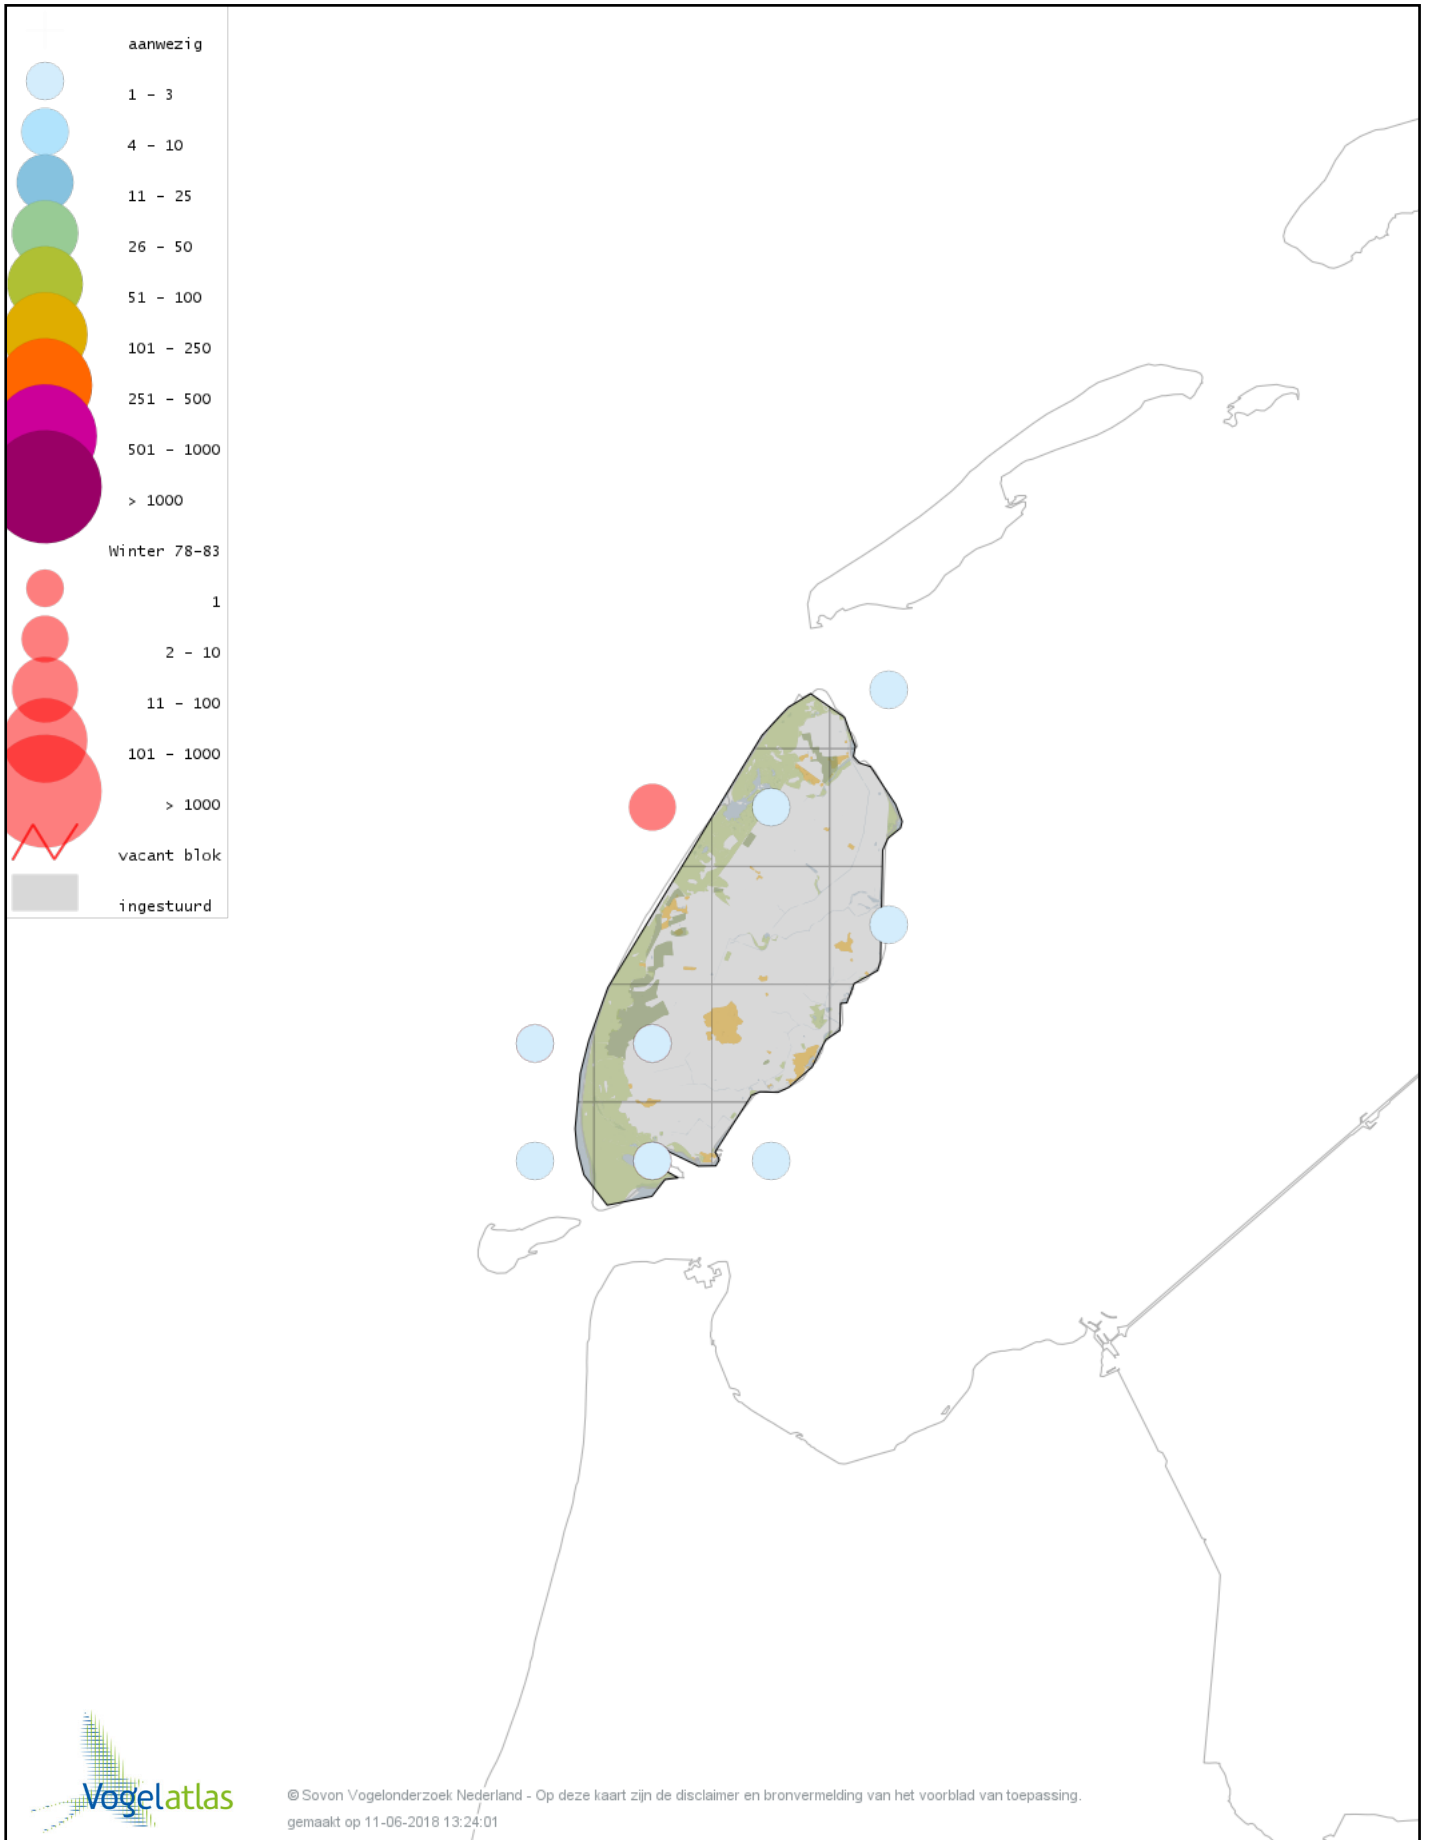 aanwezig
1 - 3
4 - 10
11 - 25
26 - 50
51 - 100
101 - 250
251 - 500
501 - 1000
> 1000
Winter 78-83
1
2 - 10
11 - 100
101 - 1000
> 1000
vacant blok
ingestuurd
Vogelatlas
© Sovon Vogelonderzoek Nederland - Op deze kaart zijn de disclaimer en bronvermelding van het voorblad van toepassing.
gemaakt op 11-06-2018 13:24:01